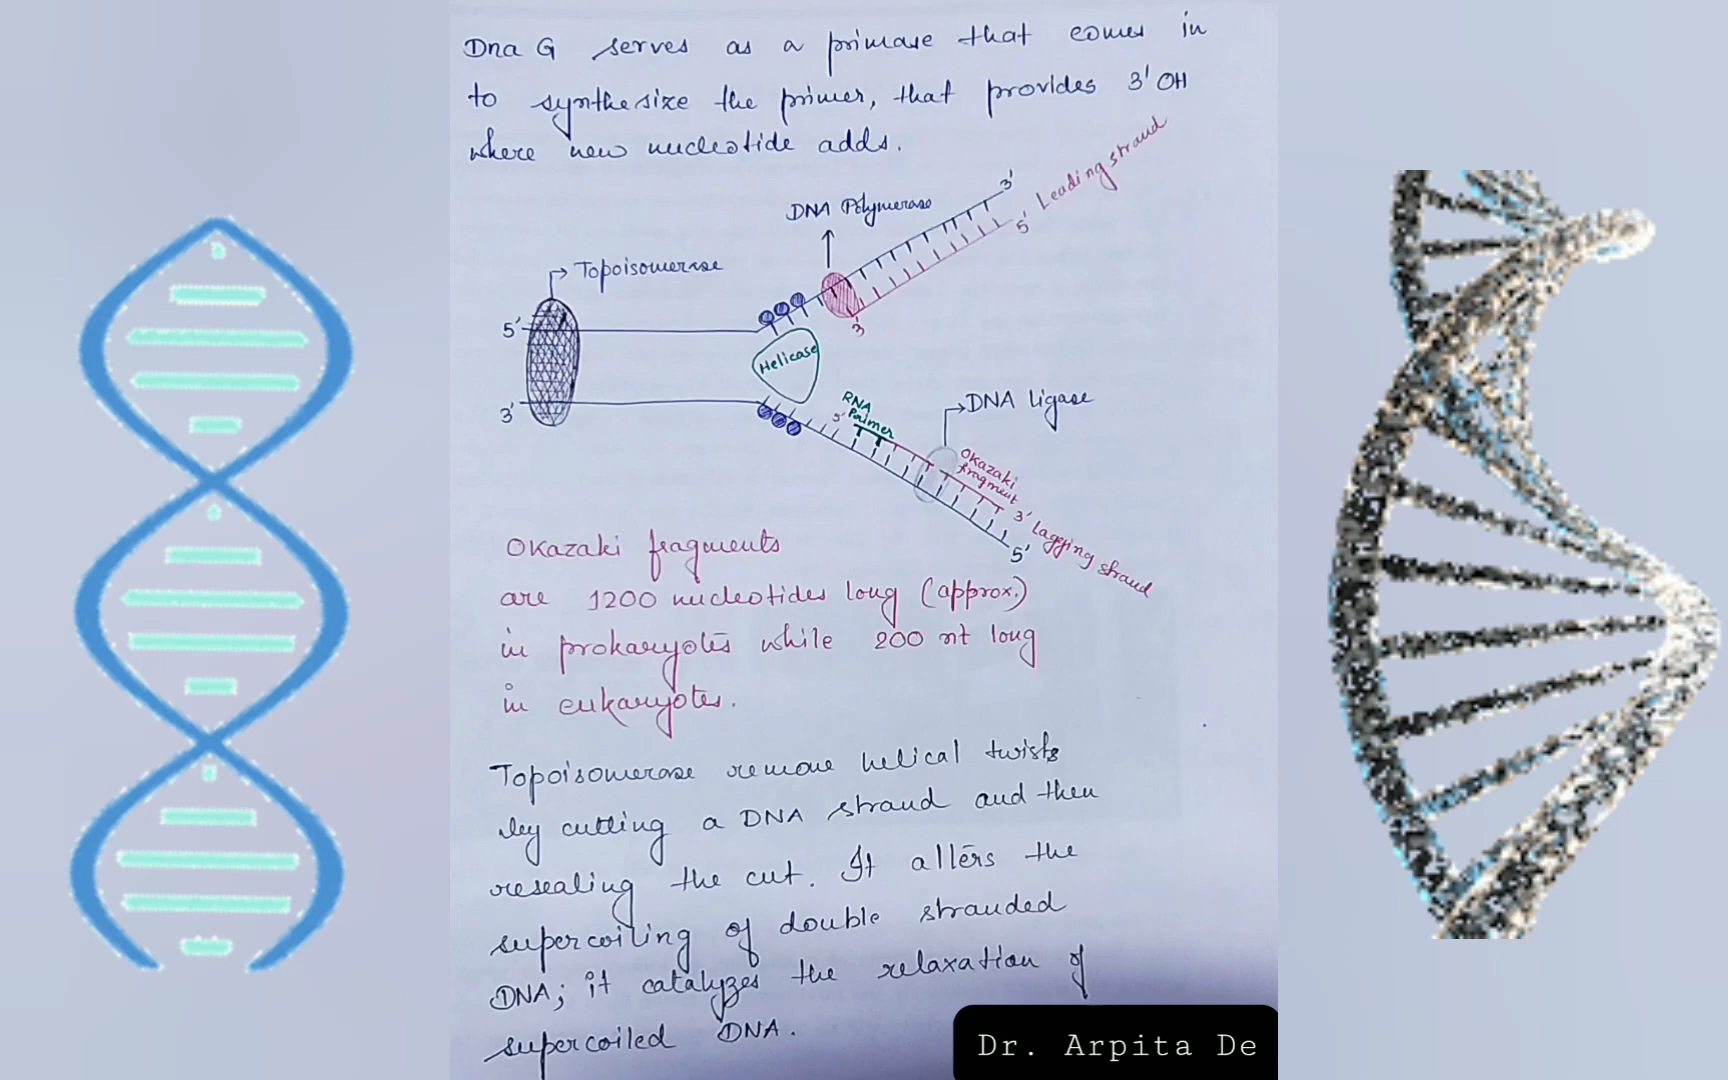 Dna G serves as a primase that comes in
to synthesize the primer, that provides 3' OH
where new nucleotide adds.
Leading strand
3'
DNA Polymerase
5'
Topoisomerase
5'
3'
Helicase
3'
DNA ligase
RNA
Primer
5'
Okazaki
fragment
3' Lagging strand
5'
Okazaki fragments
are 1200 nucleotides long (approx.)
in prokaryotes while 200 nt long
in eukaryotes.
Topoisomerase remove helical twists
by cutting a DNA strand and then
resealing the cut. It alters the
supercoiling of double stranded
DNA; it catalyzes the relaxation of
supercoiled DNA.
Dr. Arpita De